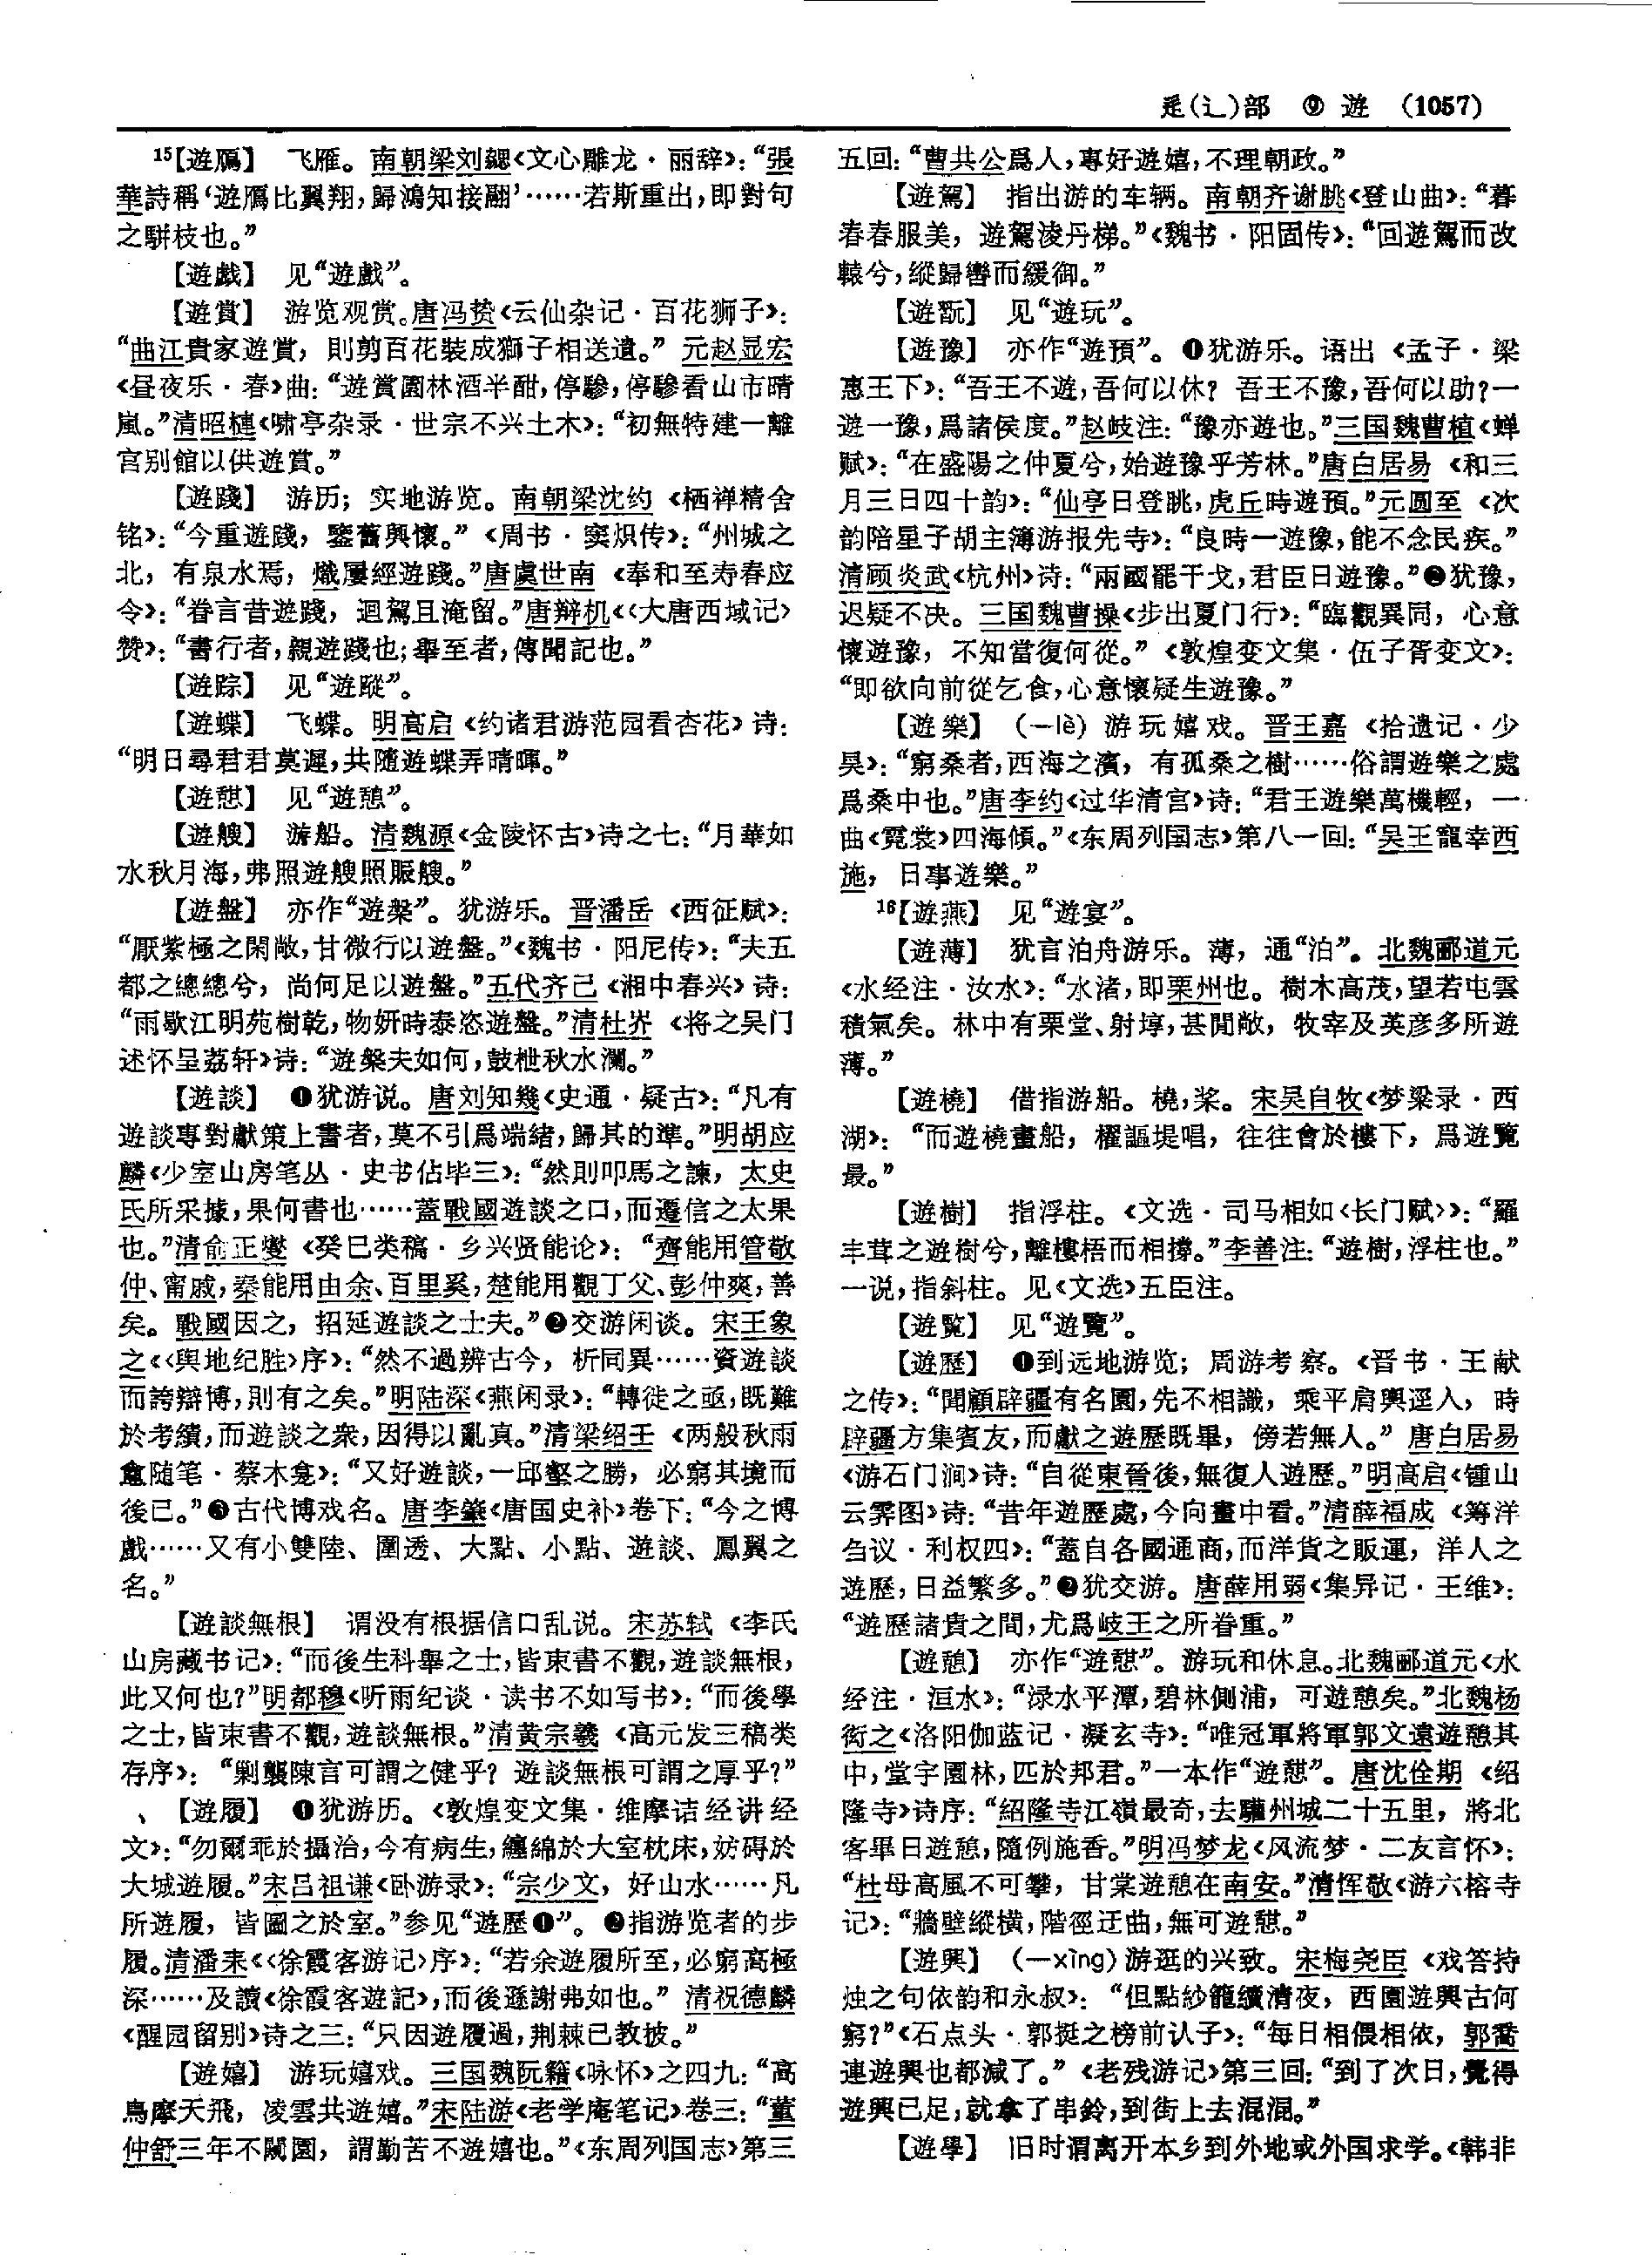 辵(辶)部 ⑨ 遊 (1057)
15【遊鴈】 飞雁。南朝梁刘勰《文心雕龙·丽辞》：“張
華詩稱‘遊鴈比翼翔，歸鴻知接翮’……若斯重出，即對句
之駢枝也。”
【遊戯】 见“遊戲”。
【遊賞】 游览观赏。唐冯贽《云仙杂记·百花狮子》：
“曲江貴家遊賞，則剪百花裝成獅子相送遺。” 元赵显宏
《昼夜乐·春》曲：“遊賞園林酒半酣，停驂，停驂看山市晴
嵐。”清昭槤《啸亭杂录·世宗不兴土木》：“初無特建一離
宫别館以供遊賞。”
【遊踐】 游历；实地游览。南朝梁沈约《栖禅精舍
铭》：“今重遊踐，鑒舊興懷。”《周书·窦炽传》：“州城之
北，有泉水焉，熾屢經遊踐。”唐虞世南《奉和至寿春应
令》：“眷言昔遊踐，迴駕且淹留。”唐辩机《〈大唐西域记〉
赞》：“書行者，親遊踐也；舉至者，傳聞記也。”
【遊踪】 见“遊蹤”。
【遊蝶】 飞蝶。明高启《约诸君游范园看杏花》诗：
“明日尋君君莫遲，共隨遊蝶弄晴暉。”
【遊憇】 见“遊憩”。
【遊艘】 游船。清魏源《金陵怀古》诗之七：“月華如
水秋月海，弗照遊艘照賑艘。”
【遊盤】 亦作“遊槃”。犹游乐。晋潘岳《西征赋》：
“厭紫極之閑敞，甘微行以遊盤。”《魏书·阳尼传》：“夫五
都之總總兮，尚何足以遊盤。”五代齐己《湘中春兴》诗：
“雨歇江明苑樹乾，物妍時泰恣遊盤。”清杜岕《将之吴门
述怀呈荔轩》诗：“遊槃夫如何，鼓枻秋水瀾。”
【遊談】 ❶犹游说。唐刘知幾《史通·疑古》：“凡有
遊談專對獻策上書者，莫不引爲端緒，歸其的準。”明胡应
麟《少室山房笔丛·史书佔毕三》：“然則叩馬之諫，太史
氏所采據，果何書也……蓋戰國遊談之口，而遷信之太果
也。”清俞正燮《癸巳类稿·乡兴贤能论》：“齊能用管敬
仲、甯戚，秦能用由余、百里奚，楚能用觀丁父、彭仲爽，善
矣。戰國因之，招延遊談之士夫。”❷交游闲谈。宋王象
之《〈舆地纪胜〉序》：“然不過辨古今，析同異……資遊談
而誇辯博，則有之矣。”明陆深《燕闲录》：“轉徙之亟，既難
於考績，而遊談之衆，因得以亂真。”清梁绍壬《两般秋雨
盦随笔·蔡木龛》：“又好遊談，一邱壑之勝，必窮其境而
後已。”❸古代博戏名。唐李肇《唐国史补》卷下：“今之博
戲……又有小雙陸、圍透、大點、小點、遊談、鳳翼之
名。”
【遊談無根】 谓没有根据信口乱说。宋苏轼《李氏
山房藏书记》：“而後生科舉之士，皆束書不觀，遊談無根，
此又何也？”明都穆《听雨纪谈·读书不如写书》：“而後學
之士，皆束書不觀，遊談無根。”清黄宗羲《高元发三稿类
存序》：“剿襲陳言可謂之健乎？遊談無根可謂之厚乎？”
【遊履】 ❶犹游历。《敦煌变文集·维摩诘经讲经
文》：“勿爾乖於攝治，今有病生，纏綿於大室枕床，妨碍於
大城遊履。”宋吕祖谦《卧游录》：“宗少文，好山水……凡
所遊履，皆圖之於室。”参见“遊歷❶”。❷指游览者的步
履。清潘耒《〈徐霞客游记〉序》：“若余遊履所至，必窮高極
深……及讀《徐霞客遊記》，而後遜謝弗如也。” 清祝德麟
《醒园留别》诗之三：“只因遊履過，荆棘已教披。”
【遊嬉】 游玩嬉戏。三国魏阮籍《咏怀》之四九：“高
鳥摩天飛，凌雲共遊嬉。”宋陆游《老学庵笔记》卷三：“董
仲舒三年不闚園，謂勤苦不遊嬉也。”《东周列国志》第三
五回：“曹共公爲人，專好遊嬉，不理朝政。”
【遊駕】 指出游的车辆。南朝齐谢朓《登山曲》：“暮
春春服美，遊駕淩丹梯。”《魏书·阳固传》：“回遊駕而改
轅兮，縱歸轡而緩御。”
【遊翫】 见“遊玩”。
【遊豫】 亦作“遊預”。❶犹游乐。语出《孟子·梁
惠王下》：“吾王不遊，吾何以休？吾王不豫，吾何以助？一
遊一豫，爲諸侯度。”赵岐注：“豫亦遊也。”三国魏曹植《蝉
赋》：“在盛陽之仲夏兮，始遊豫乎芳林。”唐白居易《和三
月三日四十韵》：“仙亭日登眺，虎丘時遊預。”元圆至《次
韵陪星子胡主簿游报先寺》：“良時一遊豫，能不念民疾。”
清顾炎武《杭州》诗：“兩國罷干戈，君臣日遊豫。”❷犹豫，
迟疑不决。三国魏曹操《步出夏门行》：“臨觀異同，心意
懷遊豫，不知當復何從。”《敦煌变文集·伍子胥变文》：
“即欲向前從乞食，心意懷疑生遊豫。”
【遊樂】 (—lè) 游玩嬉戏。晋王嘉《拾遗记·少
昊》：“窮桑者，西海之濱，有孤桑之樹……俗謂遊樂之處
爲桑中也。”唐李约《过华清宫》诗：“君王遊樂萬機輕，一
曲《霓裳》四海傾。”《东周列国志》第八一回：“吴王寵幸西
施，日事遊樂。”
16【遊燕】 见“遊宴”。
【遊薄】 犹言泊舟游乐。薄，通“泊”。北魏郦道元
《水经注·汝水》：“水渚，即栗州也。樹木高茂，望若屯雲
積氣矣。林中有栗堂、射埻，甚閒敞，牧宰及英彦多所遊
薄。”
【遊橈】 借指游船。橈，桨。宋吴自牧《梦粱录·西
湖》：“而遊橈畫船，櫂謳堤唱，往往會於樓下，爲遊覽
最。”
【遊樹】 指浮柱。《文选·司马相如〈长门赋〉》：“羅
丰茸之遊樹兮，離樓梧而相撐。”李善注：“遊樹，浮柱也。”
一说，指斜柱。见《文选》五臣注。
【遊覧】 见“遊覽”。
【遊歷】 ❶到远地游览；周游考察。《晋书·王献
之传》：“聞顧辟疆有名園，先不相識，乘平肩輿逕入，時
辟疆方集賓友，而獻之遊歷既畢，傍若無人。” 唐白居易
《游石门涧》诗：“自從東晉後，無復人遊歷。”明高启《锺山
云霁图》诗：“昔年遊歷處，今向畫中看。”清薛福成《筹洋
刍议·利权四》：“蓋自各國通商，而洋貨之販運，洋人之
遊歷，日益繁多。”❷犹交游。唐薛用弱《集异记·王维》：
“遊歷諸貴之間，尤爲岐王之所眷重。”
【遊憩】 亦作“遊憇”。游玩和休息。北魏郦道元《水
经注·洹水》：“渌水平潭，碧林側浦，可遊憩矣。”北魏杨
衒之《洛阳伽蓝记·凝玄寺》：“唯冠軍將軍郭文遠遊憩其
中，堂宇園林，匹於邦君。”一本作“遊憇”。唐沈佺期《绍
隆寺》诗序：“紹隆寺江嶺最奇，去驩州城二十五里，將北
客畢日遊憩，隨例施香。”明冯梦龙《风流梦·二友言怀》：
“杜母高風不可攀，甘棠遊憩在南安。”清恽敬《游六榕寺
记》：“牆壁縱横，階徑迂曲，無可遊憇。”
【遊興】 (—xìng) 游逛的兴致。宋梅尧臣《戏答持
烛之句依韵和永叔》：“但點紗籠續清夜，西園遊興古何
窮？”《石点头·郭挺之榜前认子》：“每日相偎相依，郭喬
連遊興也都減了。”《老残游记》第三回：“到了次日，覺得
遊興已足，就拿了串鈴，到街上去混混。”
【遊學】 旧时谓离开本乡到外地或外国求学。《韩非